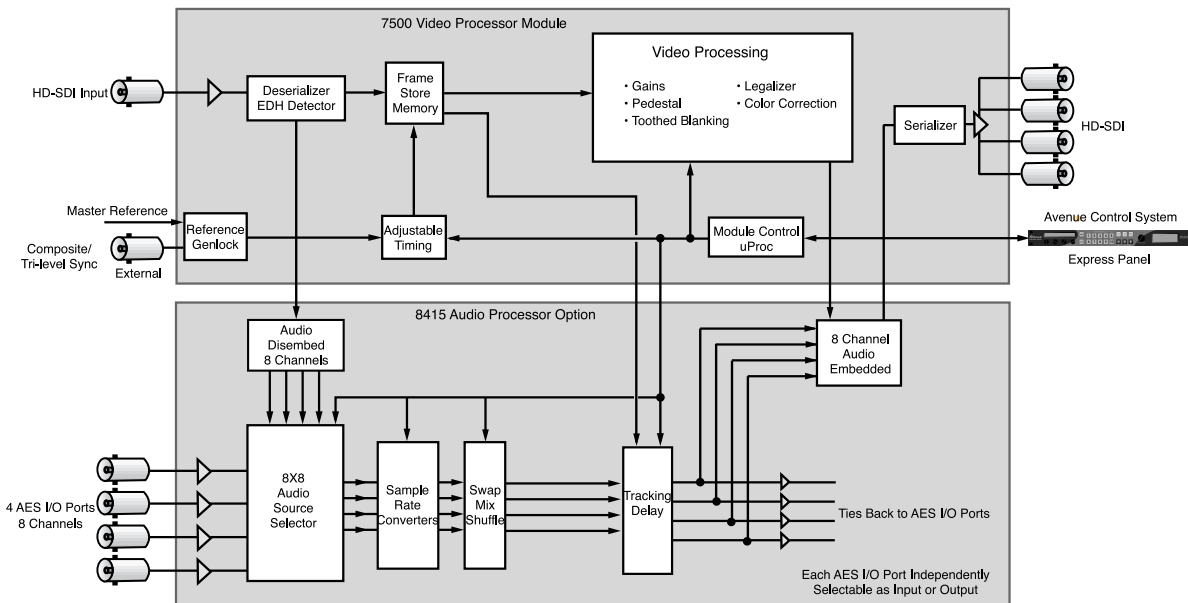 7500 Video Processor Module
HD-SDI Input
Deserializer
EDH Detector
Frame
Store
Memory
Video Processing
• Gains
• Pedestal
• Toothed Blanking
• Legalizer
• Color Correction
Serializer
HD-SDI
Master Reference
Composite/
Tri-level Sync
External
Reference
Genlock
Adjustable
Timing
Module Control
uProc
Avenue Control System
Express Panel
8415 Audio Processor Option
Audio
Disembed
8 Channels
8 Channel
Audio
Embedded
4 AES I/O Ports
8 Channels
8X8
Audio
Source
Selector
Sample
Rate
Converters
Swap
Mix
Shuffle
Tracking
Delay
Ties Back to AES I/O Ports
Each AES I/O Port Independently
Selectable as Input or Output